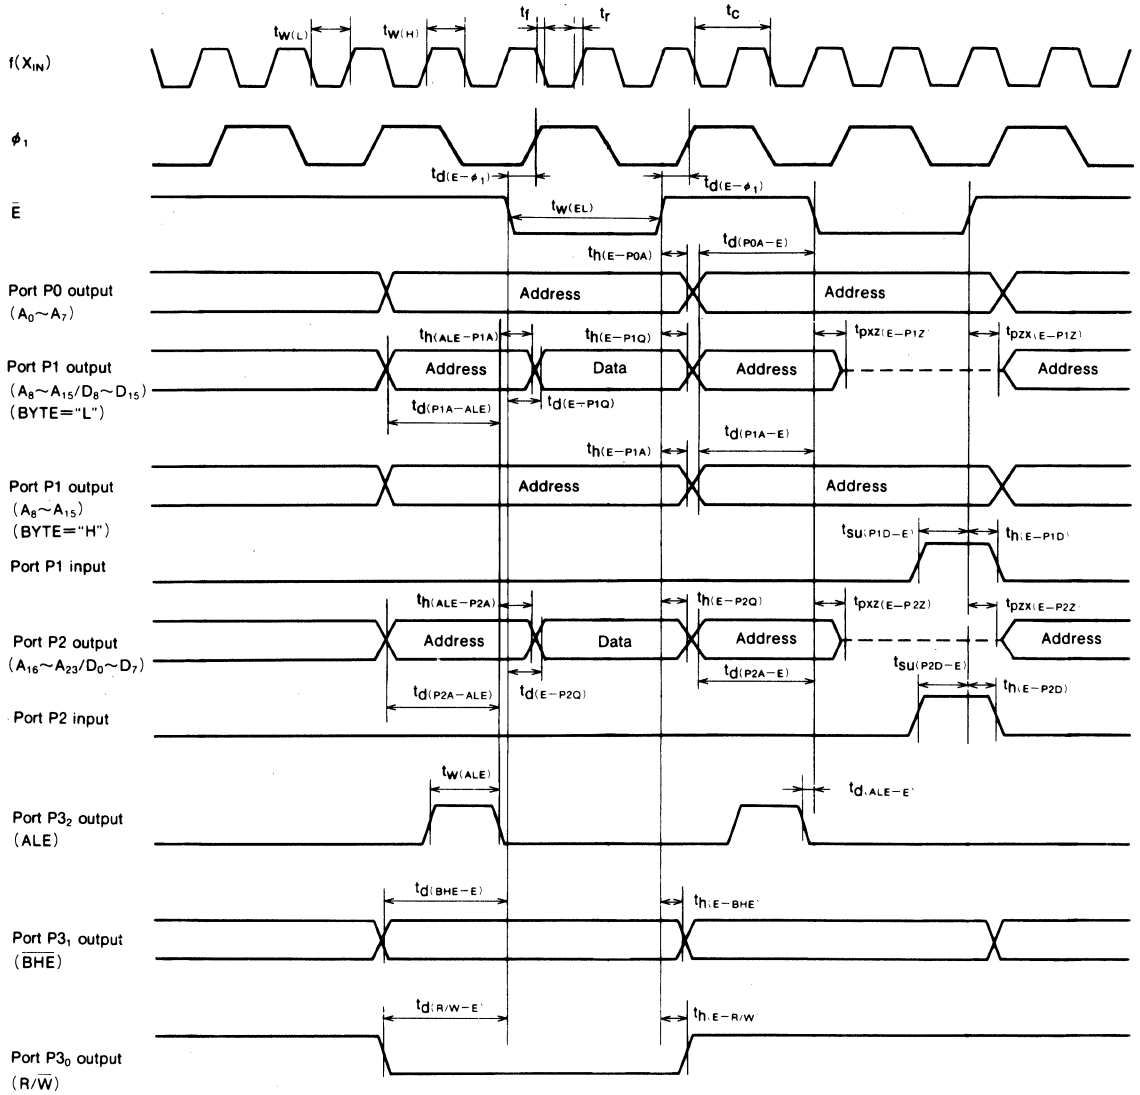 tf
tr
tc
tW(L)
tW(H)
f(XIN)
ϕ1
td(E−ϕ1)
td(E−ϕ1)
E̅
tW(EL)
td(P0A−E)
th(E−P0A)
Port P0 output
(A0∼A7)
Address
Address
th(ALE−P1A)
th(E−P1Q)
tpxz(E−P1Z)
tpzx(E−P1Z)
Port P1 output
(A8∼A15/D8∼D15)
(BYTE=“L”)
Address
Data
Address
Address
td(P1A−ALE)
td(E−P1Q)
td(P1A−E)
th(E−P1A)
Port P1 output
(A8∼A15)
(BYTE=“H”)
Address
Address
tsu(P1D−E)
th(E−P1D)
Port P1 input
th(ALE−P2A)
th(E−P2Q)
tpxz(E−P2Z)
tpzx(E−P2Z)
Port P2 output
(A16∼A23/D0∼D7)
Address
Data
Address
Address
tsu(P2D−E)
td(P2A−ALE)
td(E−P2Q)
td(P2A−E)
th(E−P2D)
Port P2 input
tW(ALE)
td(ALE−E)
Port P32 output
(ALE)
td(BHE−E)
th(E−BHE)
Port P31 output
(B̅H̅E̅)
td(R/W−E)
th(E−R/W)
Port P30 output
(R/W̅)